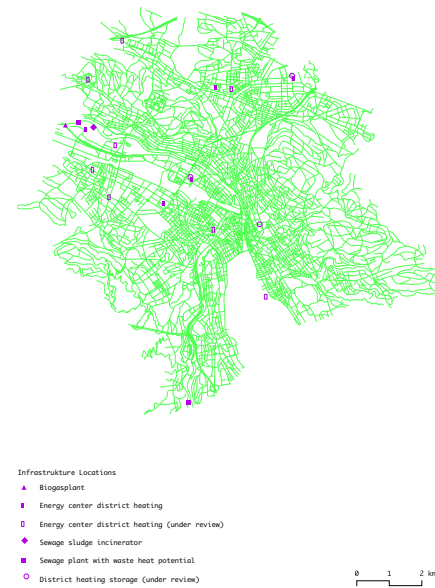 Infrastrukture Locations
Biogasplant
Energy center district heating
Energy center district heating (under review)
Sewage sludge incinerator
Sewage plant with waste heat potential
District heating storage (under review)
0 1 2 km